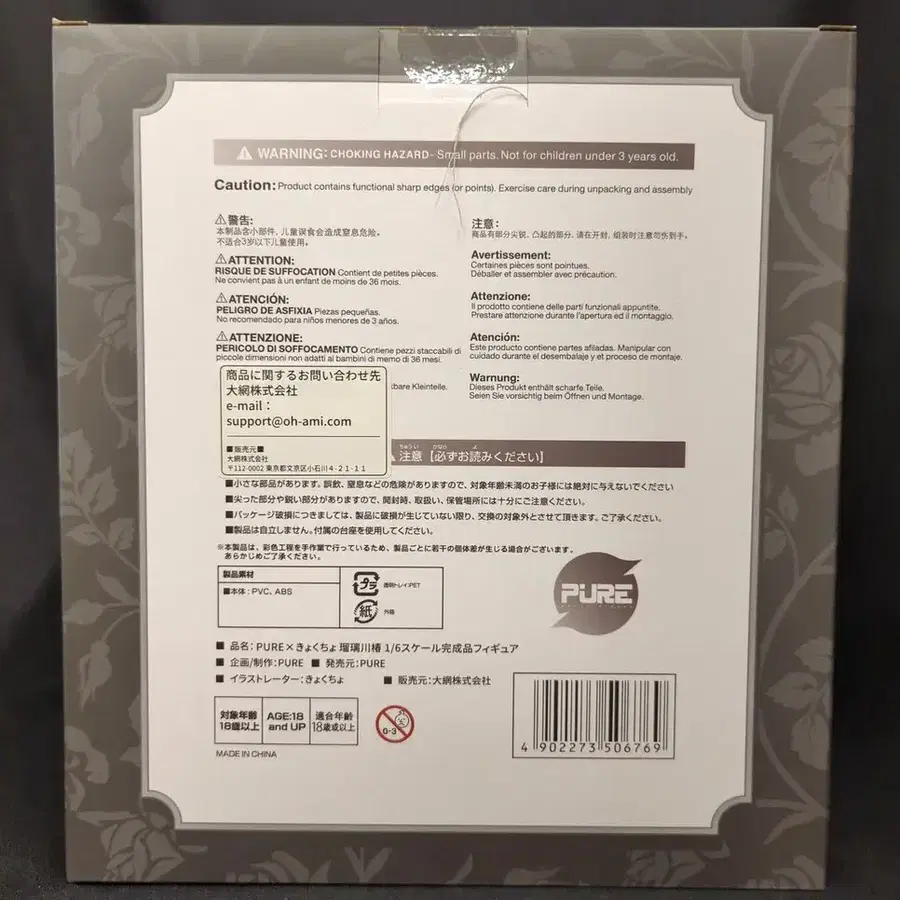 ⚠ WARNING: CHOKING HAZARD- Small parts. Not for children under 3 years old.
Caution: Product contains functional sharp edges (or points). Exercise care during unpacking and assembly
⚠警告:
本制品含小部件, 儿童误食会造成窒息危险。
不适合3岁以下儿童使用。
⚠ATTENTION:
RISQUE DE SUFFOCATION Contient de petites pièces.
Ne convient pas à un enfant de moins de 36 mois.
⚠ATENCIÓN:
PELIGRO DE ASFIXIA Piezas pequeñas.
No recomendado para niños menores de 3 años.
⚠ATTENZIONE:
PERICOLO DI SOFFOCAMENTO Contiene pezzi staccabili di
piccole dimensioni non adatti ai bambini di memo di 36 mesi.
kbare Kleinteile.
注意:
商品有部分尖锐, 凸起的部分, 请在开封, 组装时注意勿伤到手。
Avertissement:
Certaines pièces sont pointues.
Déballer et assembler avec précaution.
Attenzione:
Il prodotto contiene delle parti funzionali appuntite.
Prestare attenzione durante l'apertura ed il montaggio.
Atención:
Este producto contiene partes afiladas. Manipular con
cuidado durante el desembalaje y et proceso de montaje.
Warnung:
Dieses Produkt enthält scharfe Teile.
Seien Sie vorsichtig beim Öffnen und Montage.
商品に関するお問い合わせ先
大網株式会社
e-mail：
support@oh-ami.com
■販売元■
大網株式会社
〒112-0002 東京都文京区小石川4-21-11
注意【必ずお読みください】
■小さな部品があります。誤飲、窒息などの危険がありますので、対象年齢未満のお子様には絶対に与えないでください
■尖った部分や鋭い部分がありますので、開封時、取扱い、保管場所には十分にご注意ください。
■パッケージ破損につきましては、製品に破損が生じていない限り、交換の対象外とさせて頂きます。ご了承ください。
■製品は自立しません。付属の台座を使用してください。
※本製品は、彩色工程を手作業で行っているため、製品ごとに若干の個体差が生じる場合がございます。
あらかじめご了承ください。
製品素材
■本体：PVC、ABS
プラ
透明トレイ:PET
紙
外箱
PURE
■ 品名：PURE×きょくちょ 瑠璃川椿 1/6スケール完成品フィギュア
■ 企画/制作：PURE ■ 発売元：PURE
■ イラストレーター：きょくちょ ■ 販売元：大網株式会社
対象年齢
18歳以上
AGE:18
and UP
適合年齢
18歳或以上
0-3
MADE IN CHINA
4 902273 506769